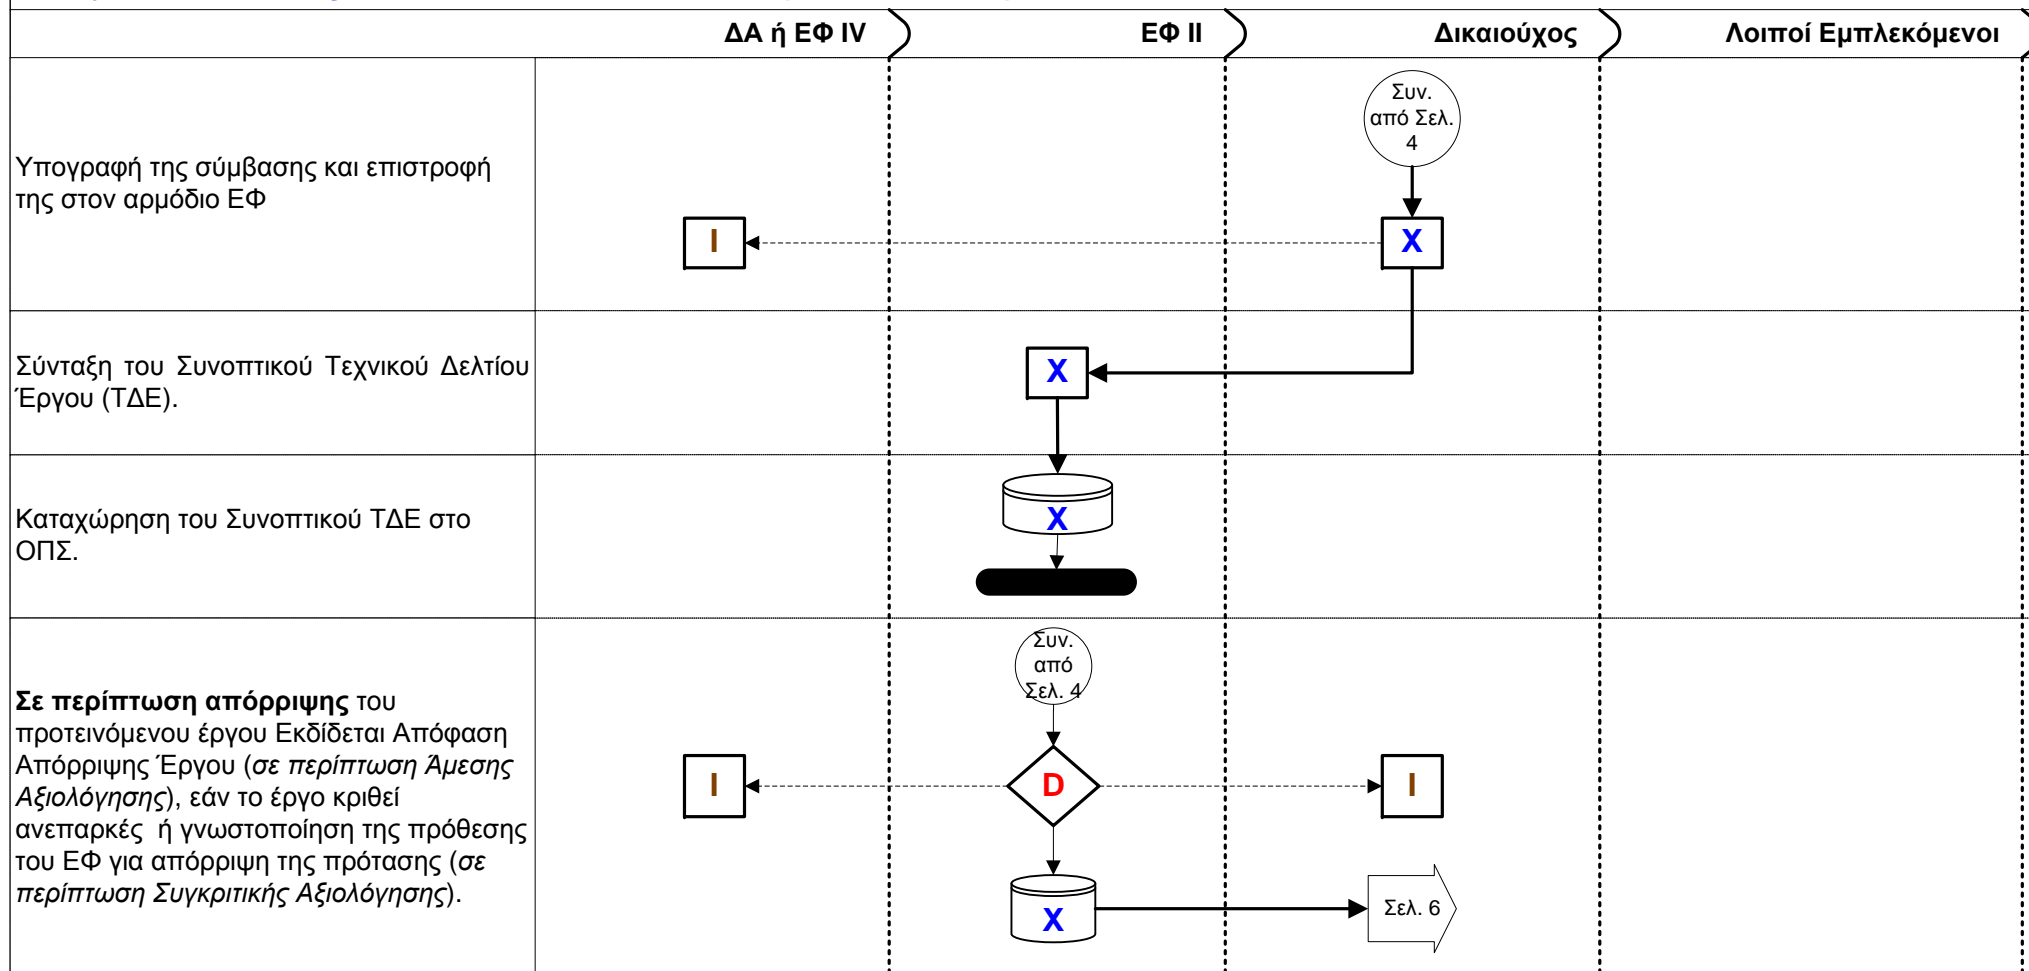 ΔΑ ή ΕΦ IV
ΕΦ ΙΙ
Δικαιούχος
Λοιποί Εμπλεκόμενοι
Υπογραφή της σύμβασης και επιστροφή
της στον αρμόδιο ΕΦ
Συν.
από Σελ.
4
I
X
Σύνταξη του Συνοπτικού Τεχνικού Δελτίου
Έργου (ΤΔΕ).
X
Καταχώρηση του Συνοπτικού ΤΔΕ στο
ΟΠΣ.
X
Σε περίπτωση απόρριψης του
προτεινόμενου έργου Εκδίδεται Απόφαση
Απόρριψης Έργου (σε περίπτωση Άμεσης
Αξιολόγησης), εάν το έργο κριθεί
ανεπαρκές ή γνωστοποίηση της πρόθεσης
του ΕΦ για απόρριψη της πρότασης (σε
περίπτωση Συγκριτικής Αξιολόγησης).
Συν.
από
Σελ. 4
I
D
I
X
Σελ. 6